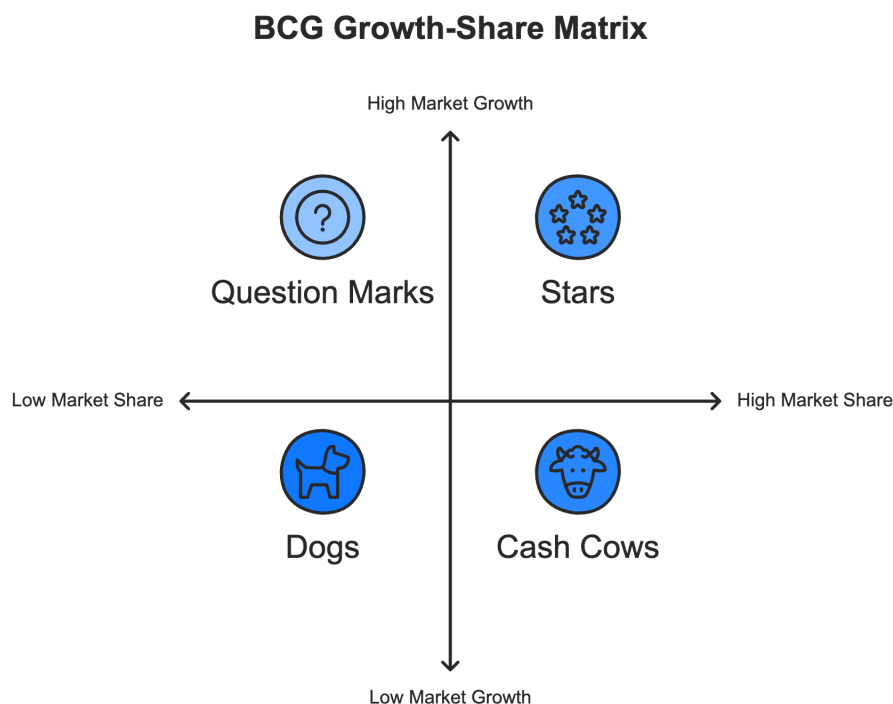 BCG Growth-Share Matrix
High Market Growth
?
Question Marks
Stars
Low Market Share
High Market Share
Dogs
Cash Cows
Low Market Growth